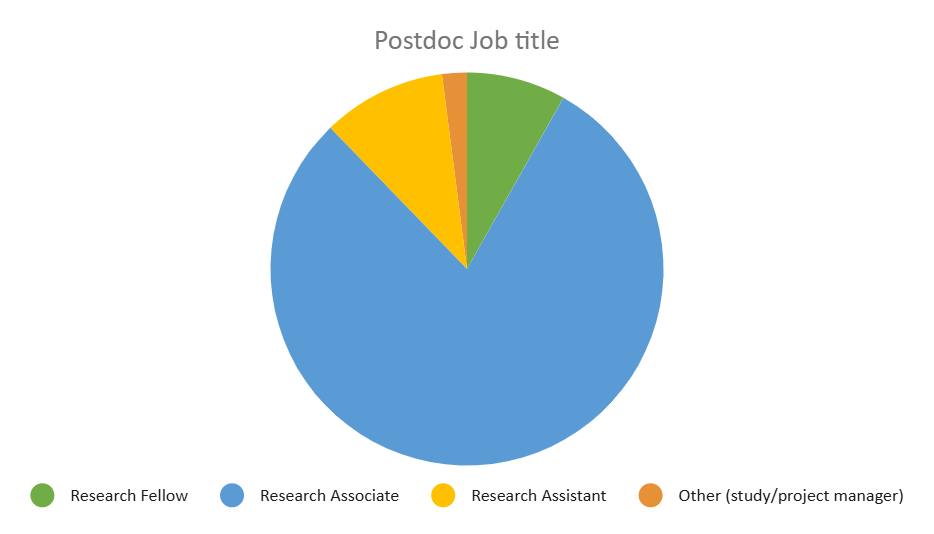 Postdoc Job title
Research Fellow
Research Associate
Research Assistant
Other (study/project manager)